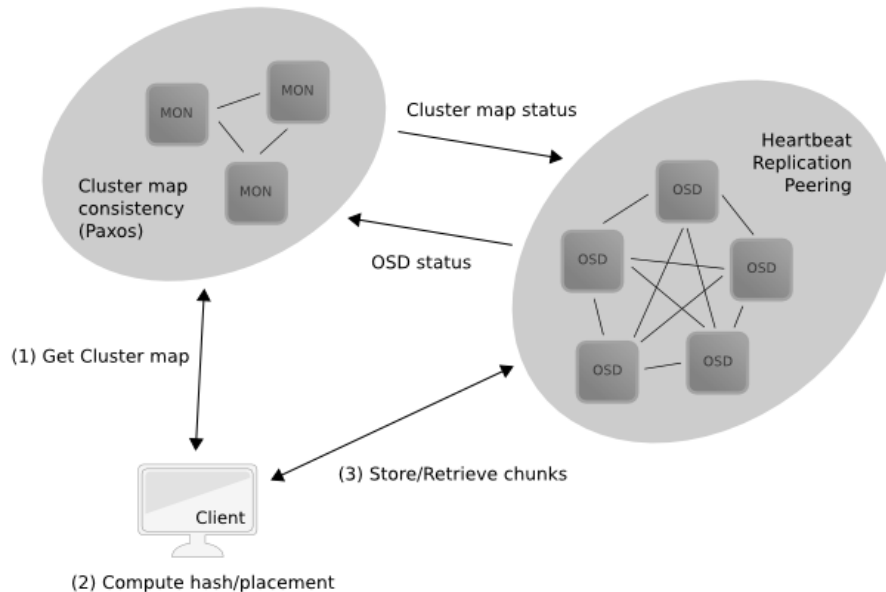 MON
MON
MON
Cluster map
consistency
(Paxos)
Cluster map status
OSD status
Heartbeat
Replication
Peering
OSD
OSD
OSD
OSD
OSD
(1) Get Cluster map
(3) Store/Retrieve chunks
Client
(2) Compute hash/placement